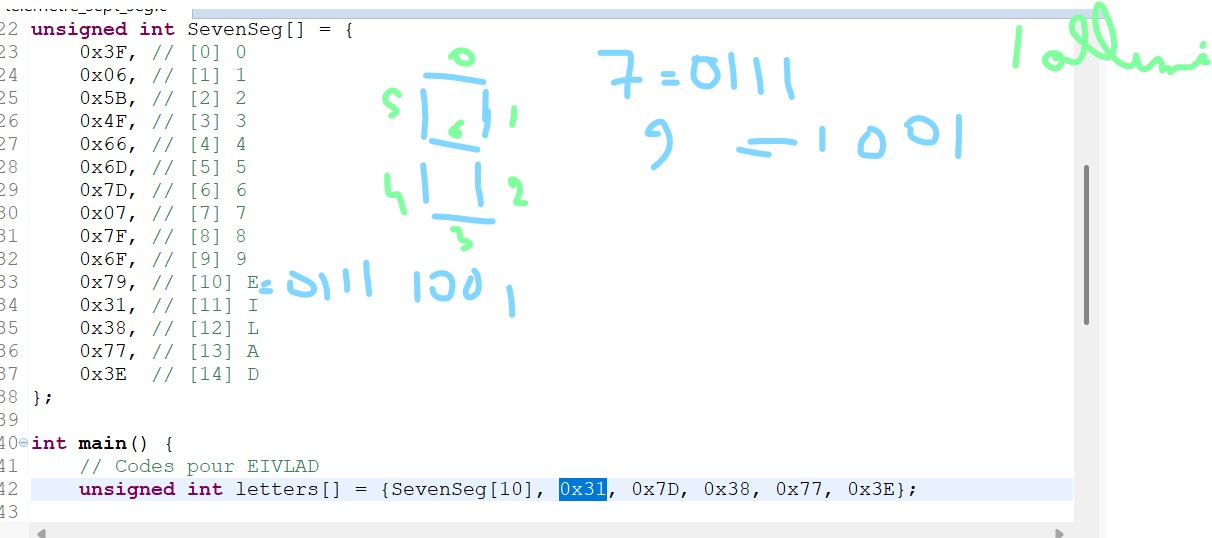 22 unsigned int SevenSeg[] = {
23 0x3F, // [0] 0
24 0x06, // [1] 1
25 0x5B, // [2] 2
26 0x4F, // [3] 3
27 0x66, // [4] 4
28 0x6D, // [5] 5
29 0x7D, // [6] 6
30 0x07, // [7] 7
31 0x7F, // [8] 8
32 0x6F, // [9] 9
33 0x79, // [10] E = 0111 1001
34 0x31, // [11] I
35 0x38, // [12] L
36 0x77, // [13] A
37 0x3E // [14] D
38 };
39
40 int main() {
41 // Codes pour EIVLAD
42 unsigned int letters[] = {SevenSeg[10], 0x31, 0x7D, 0x38, 0x77, 0x3E};
43
0
5 1
6
4 2
3
7 = 0111
9 = 1001
1